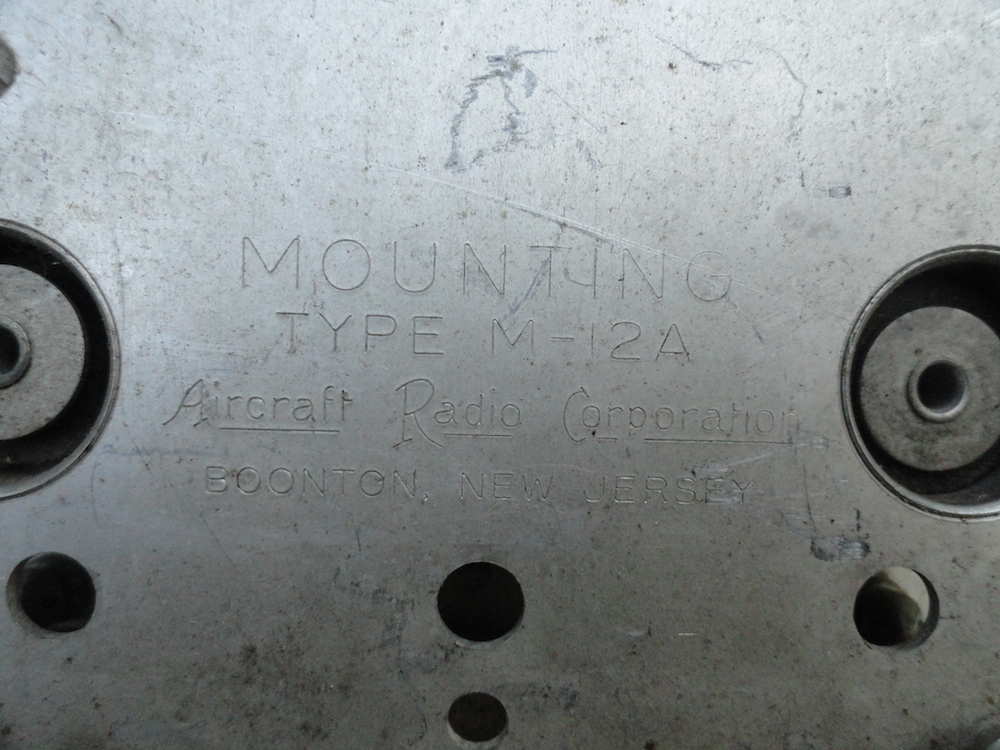 MOUNTING
TYPE M-12A
Aircraft Radio Corporation
BOONTON, NEW JERSEY